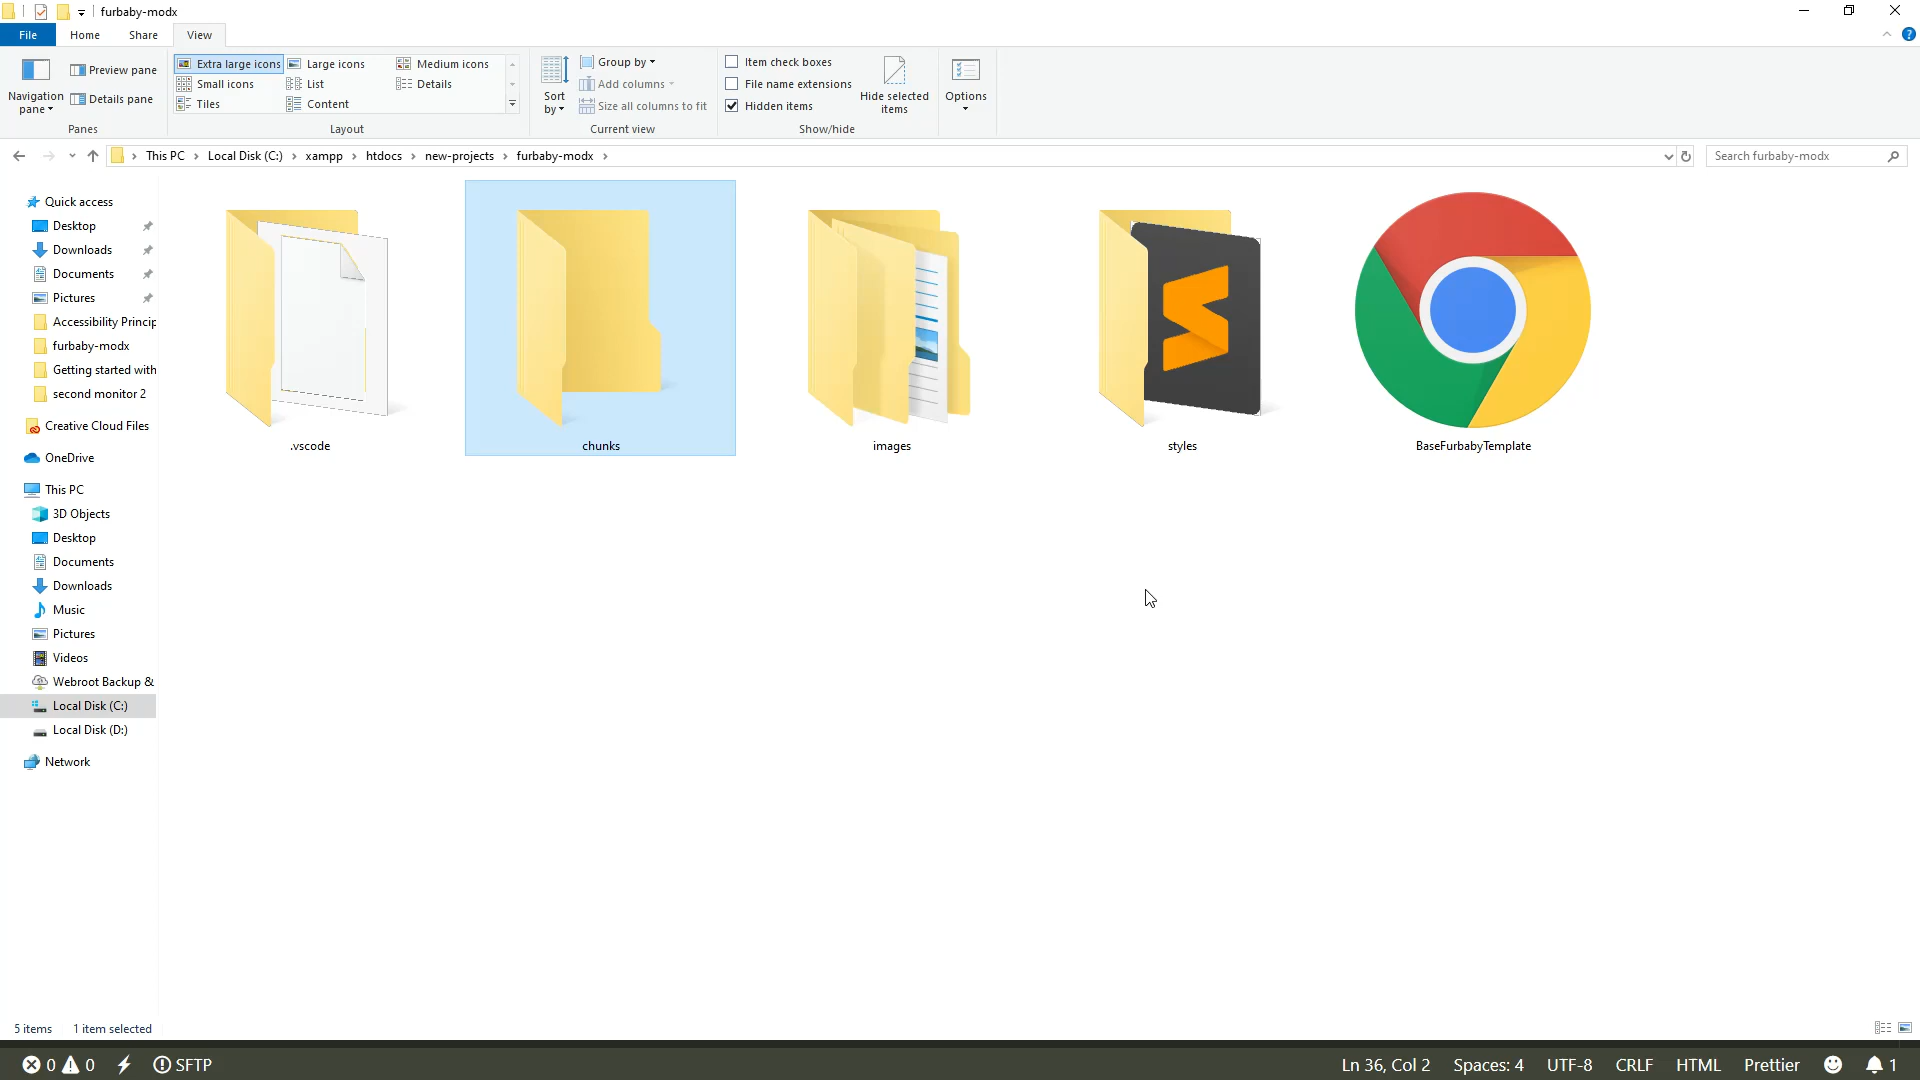 furbaby-modx
File Home Share View
Navigation pane
Preview pane
Details pane
Panes
Extra large icons Large icons Medium icons
Small icons List Details
Tiles Content
Layout
Sort by
Group by
Add columns
Size all columns to fit
Current view
Item check boxes
File name extensions
Hidden items
Hide selected items
Show/hide
Options
This PC › Local Disk (C:) › xampp › htdocs › new-projects › furbaby-modx ›
Search furbaby-modx
Quick access
Desktop
Downloads
Documents
Pictures
Accessibility Princip
furbaby-modx
Getting started with
second monitor 2
Creative Cloud Files
OneDrive
This PC
3D Objects
Desktop
Documents
Downloads
Music
Pictures
Videos
Webroot Backup &
Local Disk (C:)
Local Disk (D:)
Network
.vscode
chunks
images
styles
BaseFurbabyTemplate
5 items 1 item selected
0 0 SFTP Ln 36, Col 2 Spaces: 4 UTF-8 CRLF HTML Prettier 1